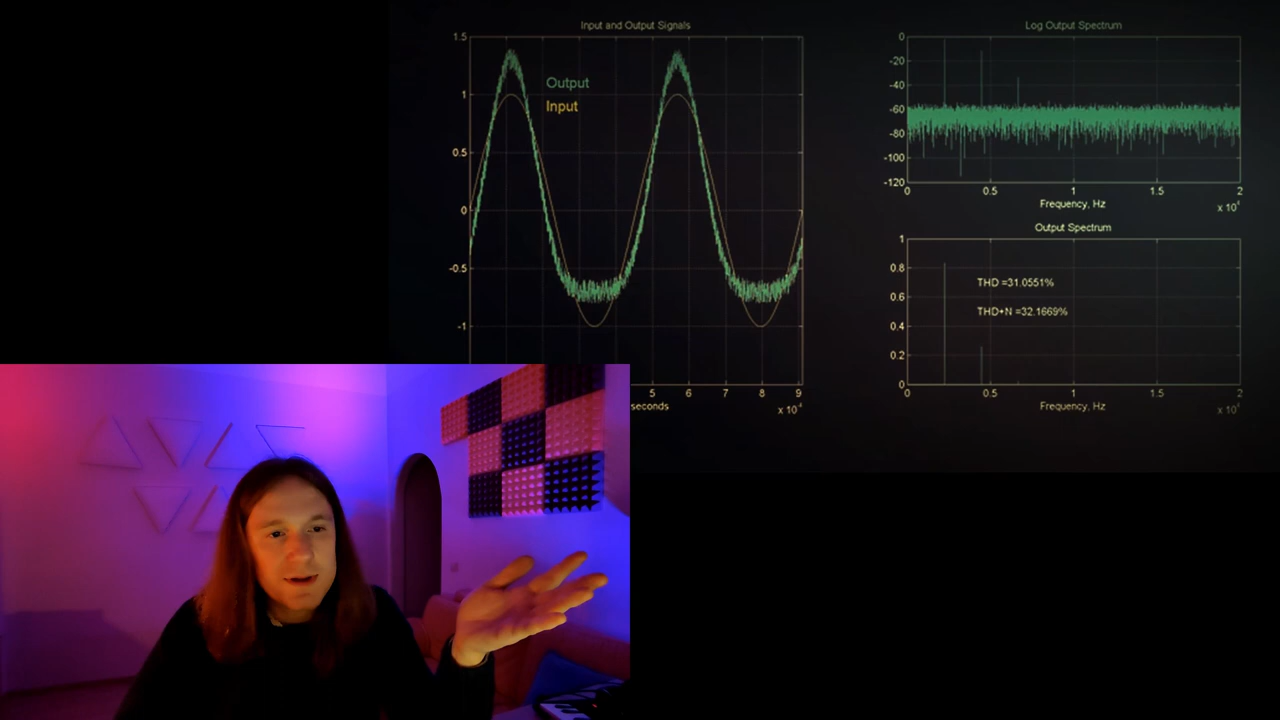 Input and Output Signals
1.5
1
0.5
0
-0.5
-1
Output
Input
5 6 7 8 9
seconds
x 10
Log Output Spectrum
0
-20
-40
-60
-80
-100
-120
0 0.5 1 1.5 2
Frequency, Hz
x 10
Output Spectrum
1
0.8
0.6
0.4
0.2
0
THD =31.0551%
THD+N =32.1669%
0 0.5 1 1.5 2
Frequency, Hz
x 10